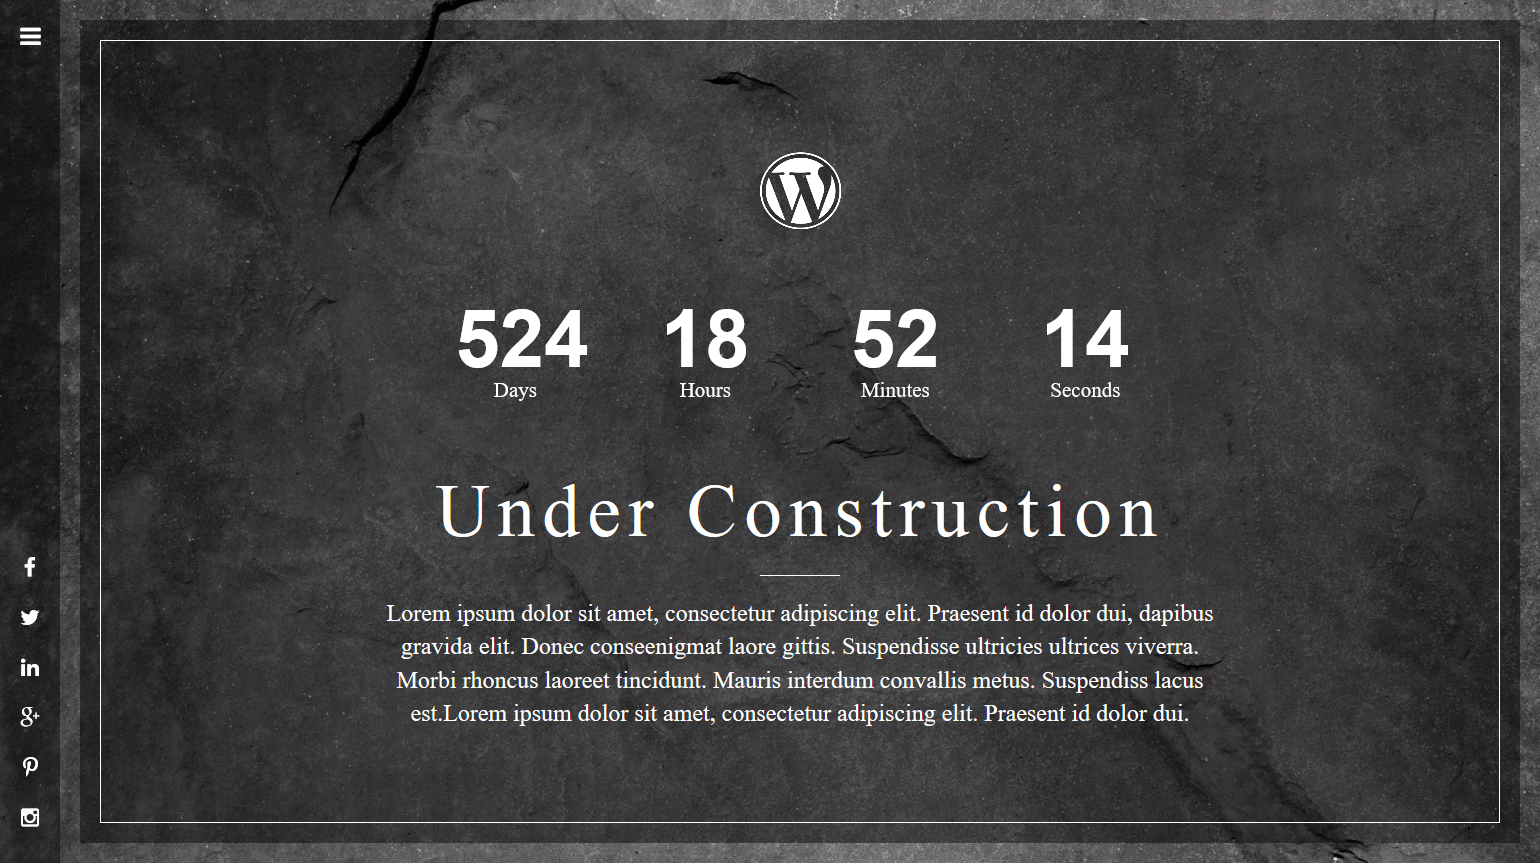 524 18 52 14
Days Hours Minutes Seconds
Under Construction
Lorem ipsum dolor sit amet, consectetur adipiscing elit. Praesent id dolor dui, dapibus
gravida elit. Donec conseenigmat laore gittis. Suspendisse ultricies ultrices viverra.
Morbi rhoncus laoreet tincidunt. Mauris interdum convallis metus. Suspendiss lacus
est.Lorem ipsum dolor sit amet, consectetur adipiscing elit. Praesent id dolor dui.